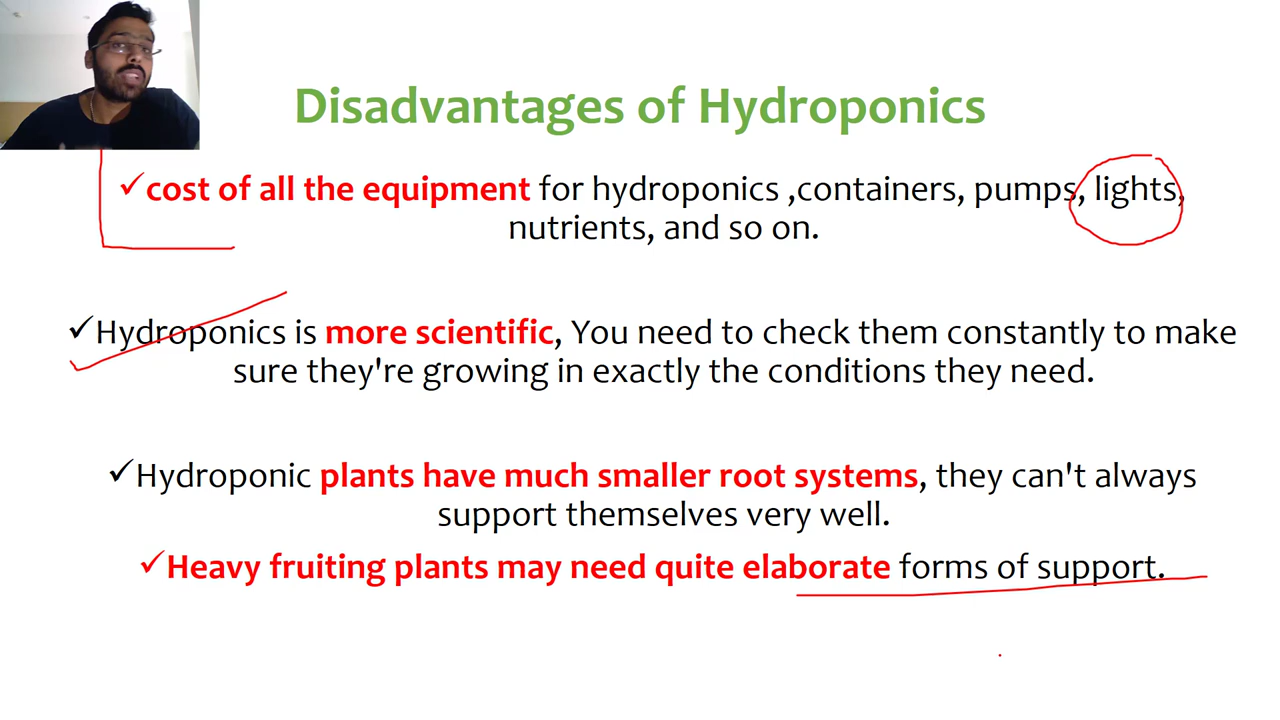 Disadvantages of Hydroponics
✓cost of all the equipment for hydroponics ,containers, pumps, lights,
nutrients, and so on.
✓Hydroponics is more scientific, You need to check them constantly to make
sure they're growing in exactly the conditions they need.
✓Hydroponic plants have much smaller root systems, they can't always
support themselves very well.
✓Heavy fruiting plants may need quite elaborate forms of support.